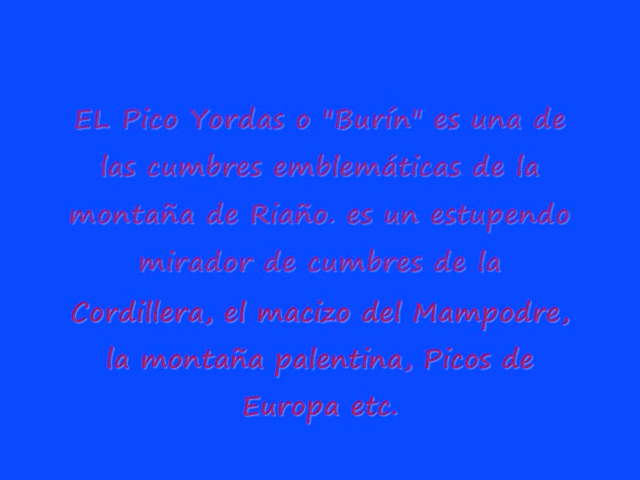 EL Pico Yordas o "Burín" es una de
las cumbres emblemáticas de la
montaña de Riaño. es un estupendo
mirador de cumbres de la
Cordillera, el macizo del Mampodre,
la montaña palentina, Picos de
Europa etc.